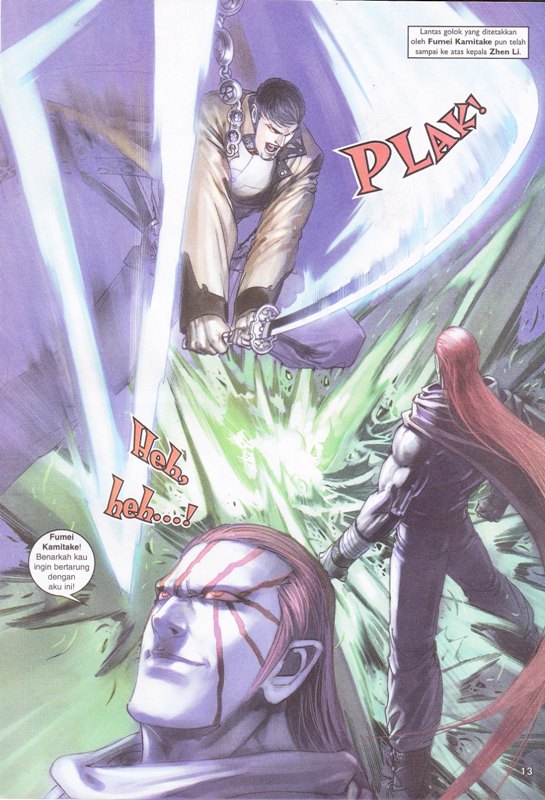 Lantas golok yang ditetakkan
oleh Fumei Kamitake pun telah
sampai ke atas kepala Zhen Li.
PLAK!
Heh,
heh....!
Fumei
Kamitake!
Benarkah kau
ingin bertarung
dengan
aku ini!
13